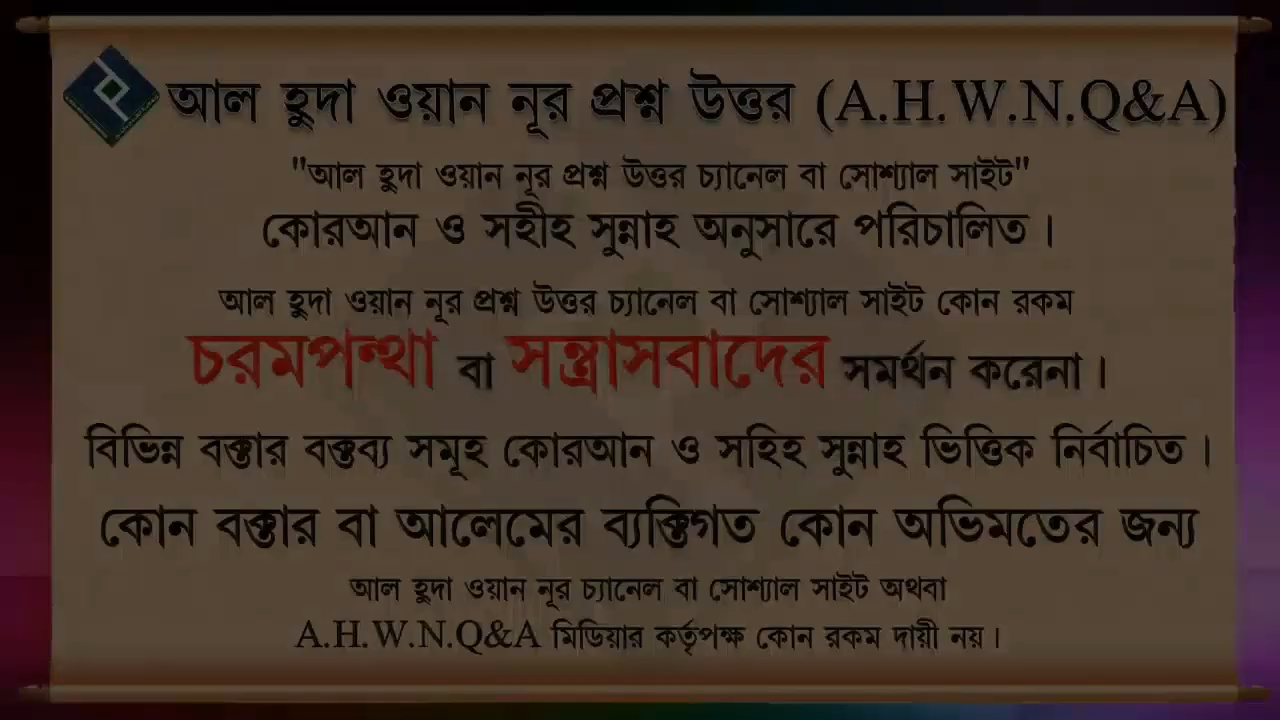 আল হুদা ওয়ান নূর প্রশ্ন উত্তর (A.H.W.N.Q&A)
"আল হুদা ওয়ান নূর প্রশ্ন উত্তর চ্যানেল বা সোশ্যাল সাইট"
কোরআন ও সহীহ সুন্নাহ অনুসারে পরিচালিত।
আল হুদা ওয়ান নূর প্রশ্ন উত্তর চ্যানেল বা সোশ্যাল সাইট কোন রকম
চরমপন্থা বা সন্ত্রাসবাদের সমর্থন করেনা।
বিভিন্ন বক্তার বক্তব্য সমূহ কোরআন ও সহিহ সুন্নাহ ভিত্তিক নির্বাচিত।
কোন বক্তার বা আলেমের ব্যক্তিগত কোন অভিমতের জন্য
আল হুদা ওয়ান নূর চ্যানেল বা সোশ্যাল সাইট অথবা
A.H.W.N.Q&A মিডিয়ার কর্তৃপক্ষ কোন রকম দায়ী নয়।